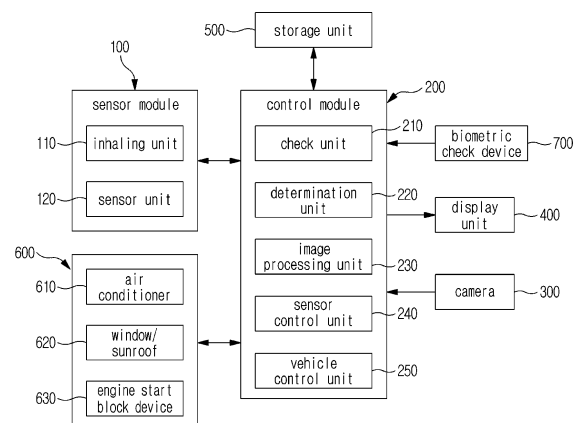 500
storage unit
100
sensor module
110
inhaling unit
120
sensor unit
control module
200
check unit
210
determination
unit
220
image
processing unit
230
sensor
control unit
240
vehicle
control unit
250
biometric
check device
700
display
unit
400
camera
300
600
610
air
conditioner
620
window/
sunroof
630
engine start
block device